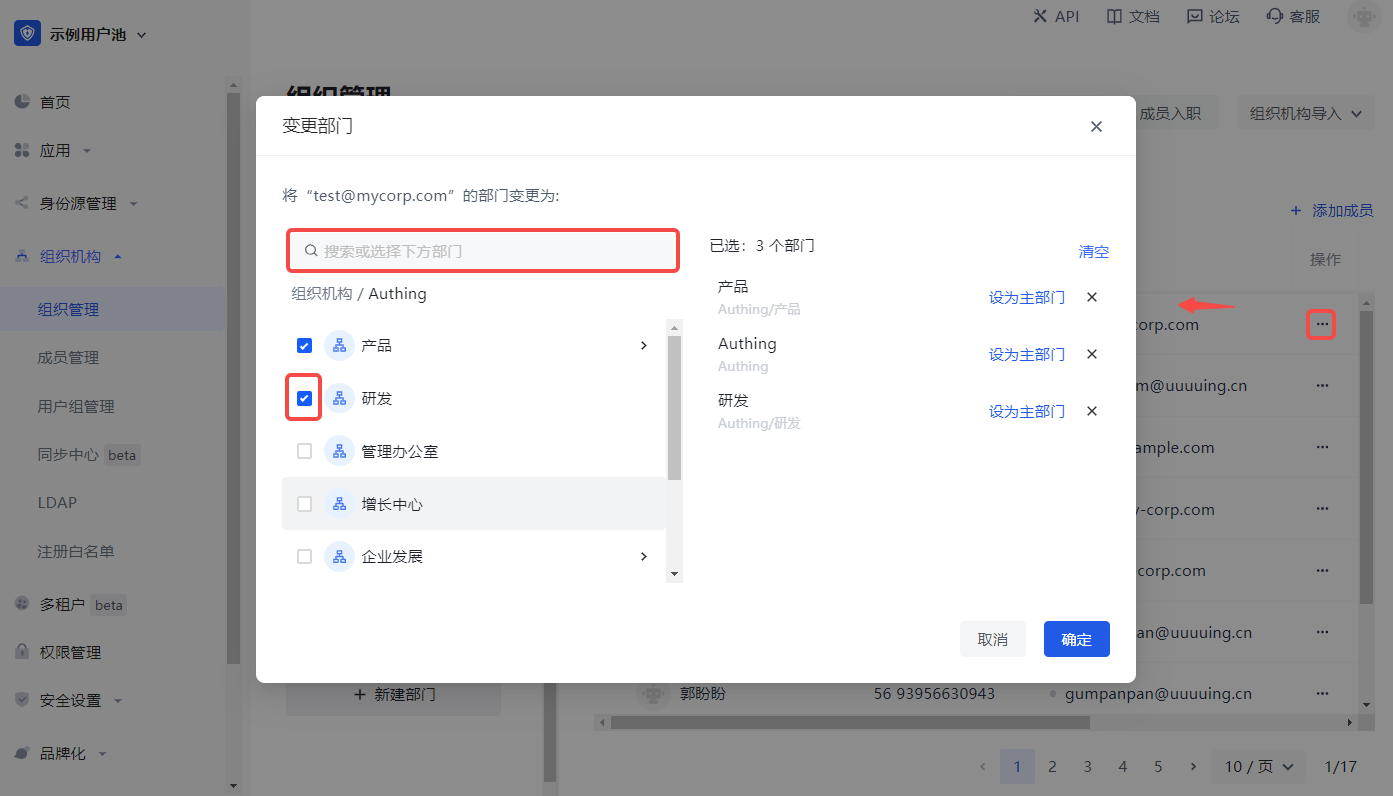 示例用户池
API 文档 论坛 客服
首页
应用
身份源管理
组织机构
组织管理
成员管理
用户组管理
同步中心 beta
LDAP
注册白名单
多租户 beta
权限管理
安全设置
品牌化
组织管理
成员入职
组织机构导入
+ 添加成员
操作
变更部门
将“test@mycorp.com”的部门变更为:
搜索或选择下方部门
组织机构 / Authing
产品
研发
管理办公室
增长中心
企业发展
已选：3 个部门
清空
产品
Authing/产品
设为主部门
Authing
Authing
设为主部门
研发
Authing/研发
设为主部门
取消
确定
corp.com
m@uuuuing.cn
ample.com
y-corp.com
corp.com
an@uuuuing.cn
+ 新建部门
郭盼盼 56 93956630943 gumpanpan@uuuuing.cn
1 2 3 4 5 10 / 页 1/17